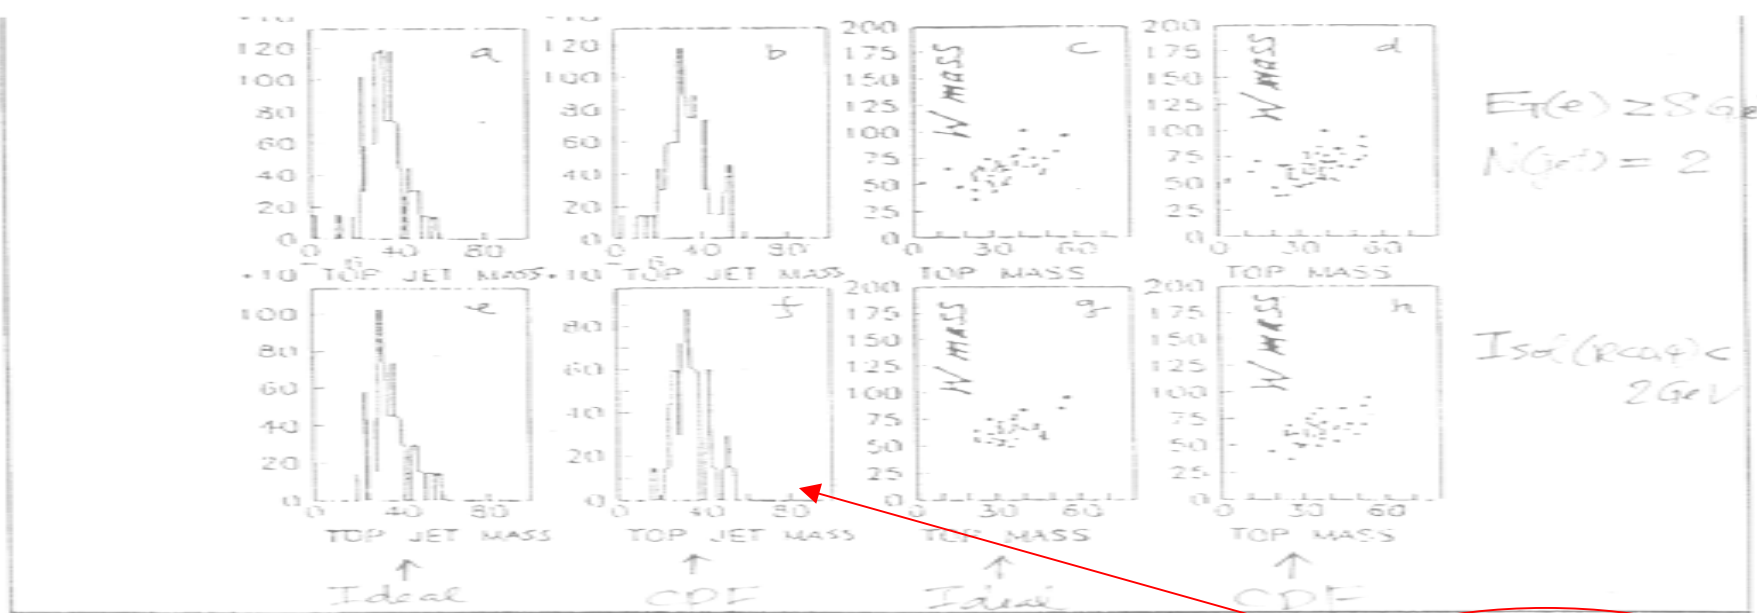 120
100
80
60
40
20
0
0 40 80
TOP JET MASS
a
120
100
80
60
40
20
0
0 40 80
TOP JET MASS
b
200
175
150
125
100
75
50
25
0
0 30 60
TOP MASS
W mass
c
200
175
150
125
100
75
50
25
0
0 30 60
TOP MASS
W mass
d
N(jet) = 2
100
80
60
40
20
0
0 40 80
TOP JET MASS
e
80
60
40
20
0
0 40 80
TOP JET MASS
f
200
175
150
125
100
75
50
25
0
0 30 60
TOP MASS
W mass
g
200
175
150
125
100
75
50
25
0
0 30 60
TOP MASS
W mass
h
2 GeV
Ideal
CDF
Ideal
CDF